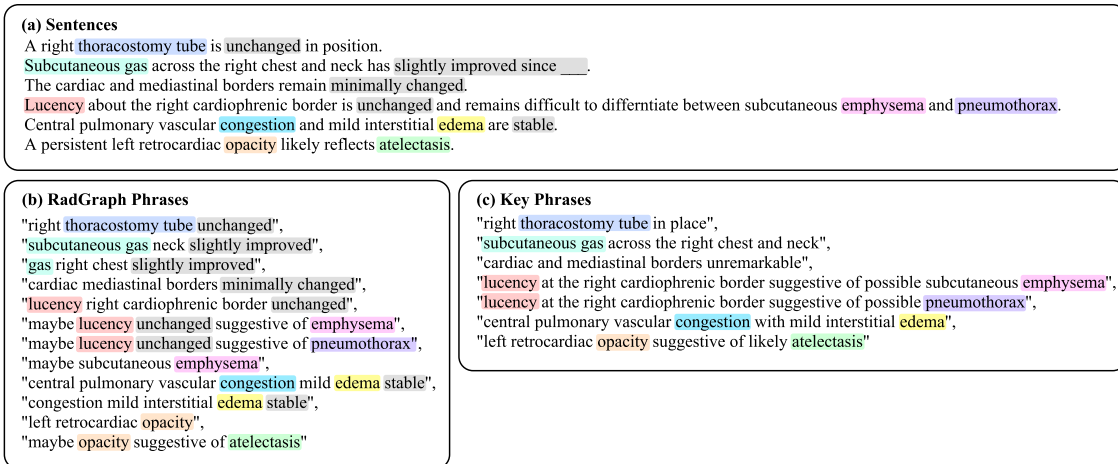 (a) Sentences
A right thoracostomy tube is unchanged in position.
Subcutaneous gas across the right chest and neck has slightly improved since ___.
The cardiac and mediastinal borders remain minimally changed.
Lucency about the right cardiophrenic border is unchanged and remains difficult to differntiate between subcutaneous emphysema and pneumothorax.
Central pulmonary vascular congestion and mild interstitial edema are stable.
A persistent left retrocardiac opacity likely reflects atelectasis.
(b) RadGraph Phrases
"right thoracostomy tube unchanged",
"subcutaneous gas neck slightly improved",
"gas right chest slightly improved",
"cardiac mediastinal borders minimally changed",
"lucency right cardiophrenic border unchanged",
"maybe lucency unchanged suggestive of emphysema",
"maybe lucency unchanged suggestive of pneumothorax",
"maybe subcutaneous emphysema",
"central pulmonary vascular congestion mild edema stable",
"congestion mild interstitial edema stable",
"left retrocardiac opacity",
"maybe opacity suggestive of atelectasis"
(c) Key Phrases
"right thoracostomy tube in place",
"subcutaneous gas across the right chest and neck",
"cardiac and mediastinal borders unremarkable",
"lucency at the right cardiophrenic border suggestive of possible subcutaneous emphysema",
"lucency at the right cardiophrenic border suggestive of possible pneumothorax",
"central pulmonary vascular congestion with mild interstitial edema",
"left retrocardiac opacity suggestive of likely atelectasis"